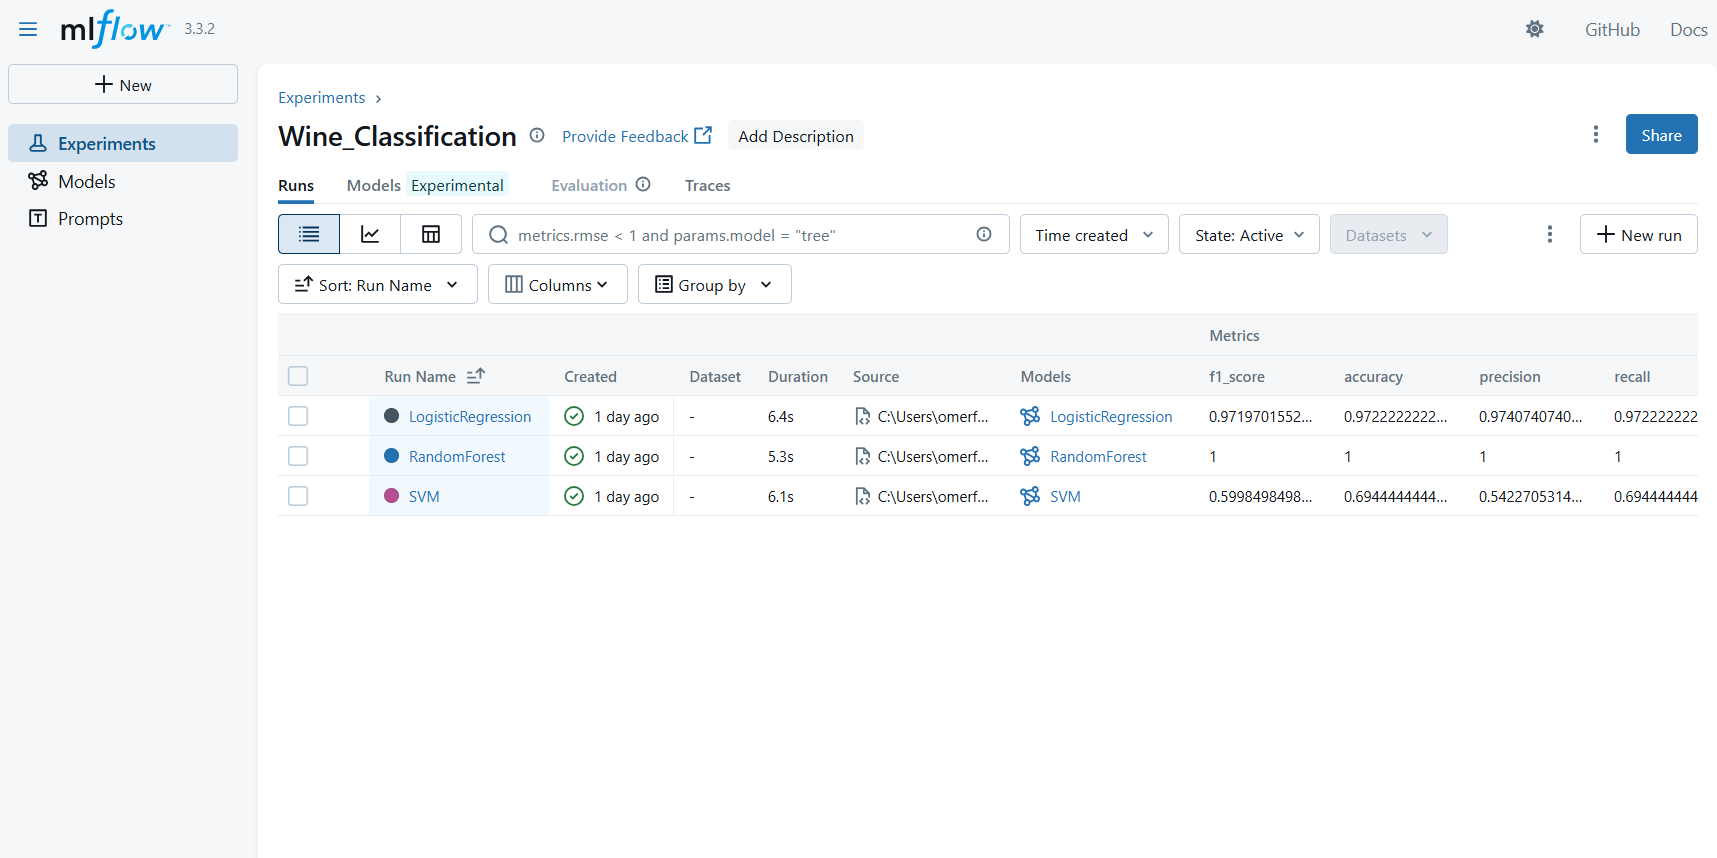 mlflow™ 3.3.2
GitHub Docs
New
Experiments
Models
Prompts
Experiments
Wine_Classification Provide Feedback Add Description Share
Runs Models Experimental Evaluation Traces
metrics.rmse < 1 and params.model = "tree" Time created State: Active Datasets New run
Sort: Run Name Columns Group by
Metrics
Run Name Created Dataset Duration Source Models f1_score accuracy precision recall
LogisticRegression 1 day ago - 6.4s C:\Users\omerf... LogisticRegression 0.9719701552... 0.9722222222... 0.9740740740... 0.972222222
RandomForest 1 day ago - 5.3s C:\Users\omerf... RandomForest 1 1 1 1
SVM 1 day ago - 6.1s C:\Users\omerf... SVM 0.5998498498... 0.6944444444... 0.5422705314... 0.694444444